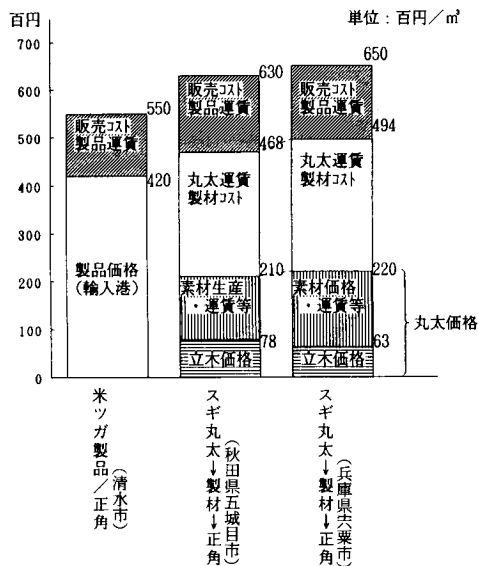 百円
単位：百円／㎥
700
600
500
400
300
200
100
0
550
販売コスト
製品運賃
420
製品価格
(輸入港)
630
販売コスト
製品運賃
468
丸太運賃
製材コスト
210
素材生産
・運賃等
78
立木価格
650
販売コスト
製品運賃
494
丸太運賃
製材コスト
220
素材価格
・運賃等
63
立木価格
丸太価格
米ツガ製品／正角
(清水市)
スギ丸太→製材→正角
(秋田県五城目市)
スギ丸太→製材→正角
(兵庫県宍粟市)